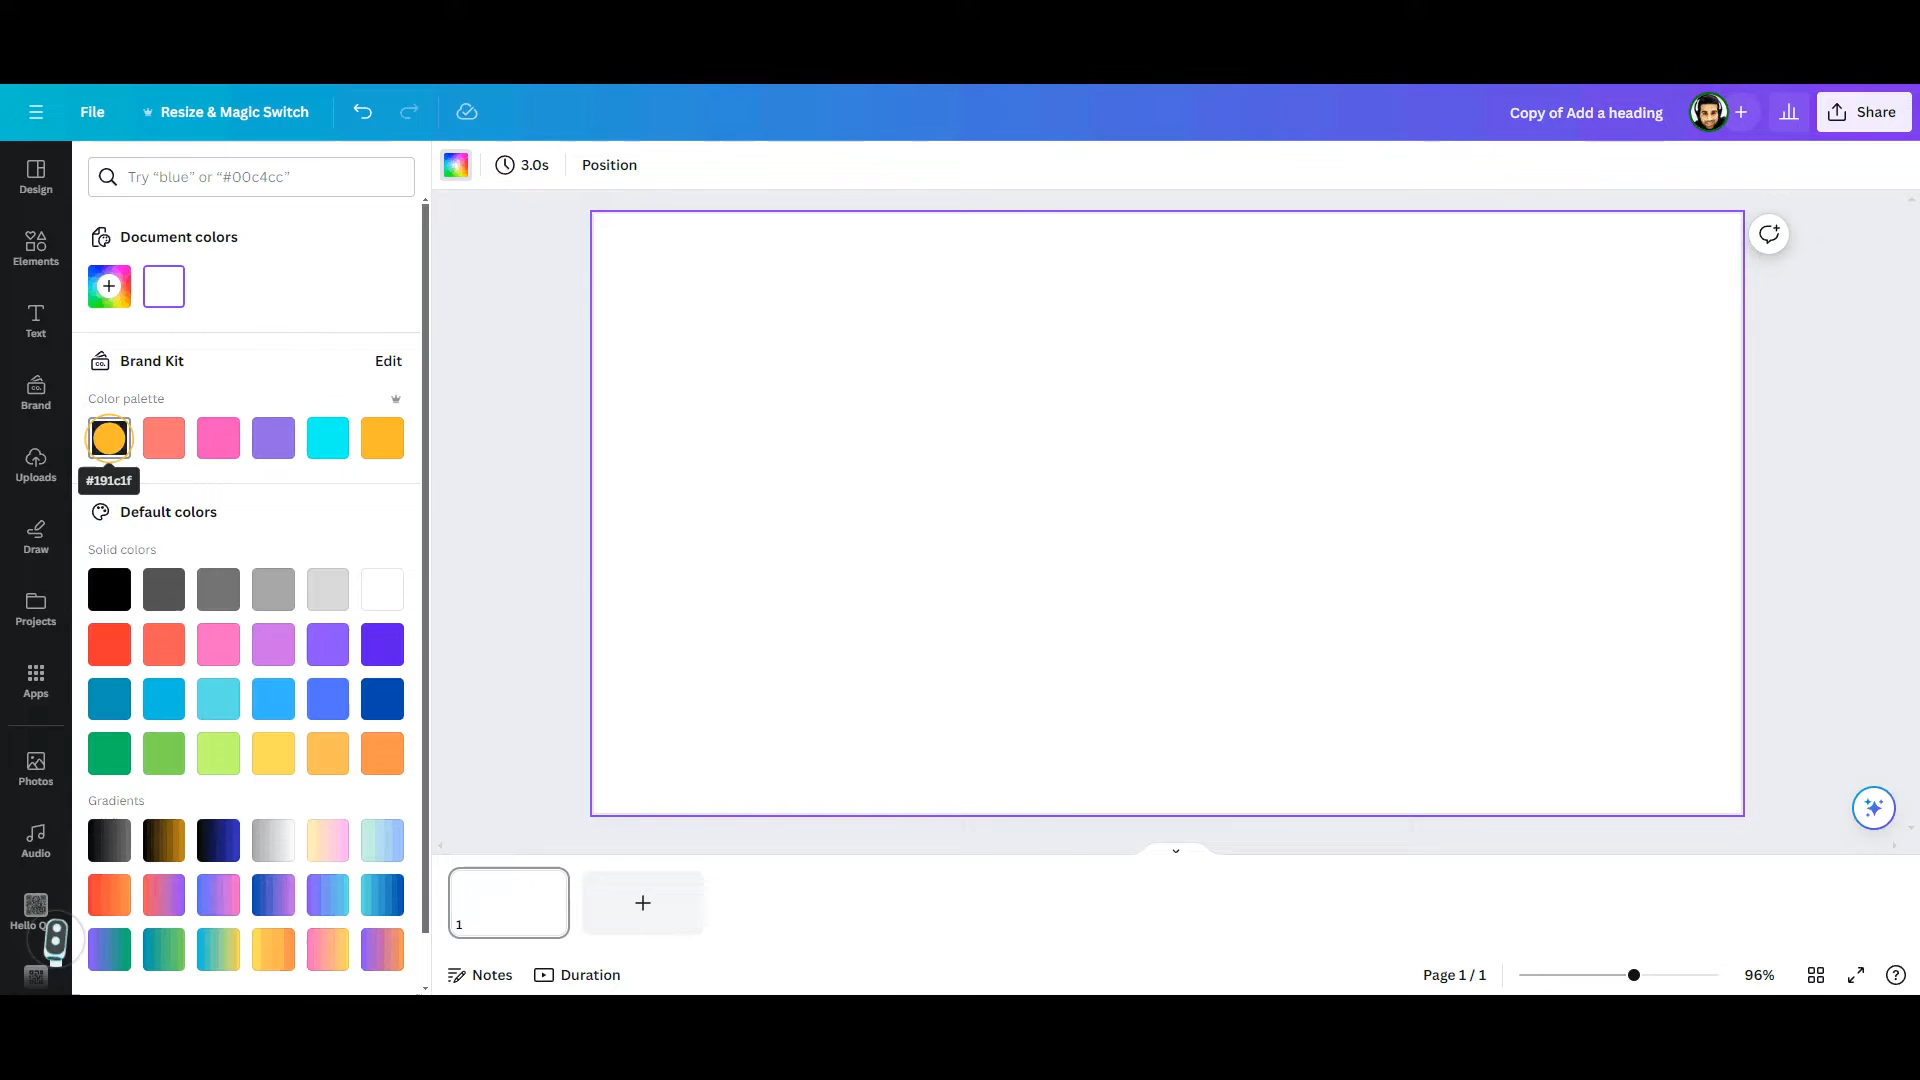 File
Resize & Magic Switch
Copy of Add a heading
Share
Design
Elements
Text
Brand
Uploads
Draw
Projects
Apps
Photos
Audio
Hello
Try “blue” or “#00c4cc”
Document colors
Brand Kit
Edit
Color palette
#191c1f
Default colors
Solid colors
Gradients
3.0s
Position
1
Notes
Duration
Page 1 / 1
96%